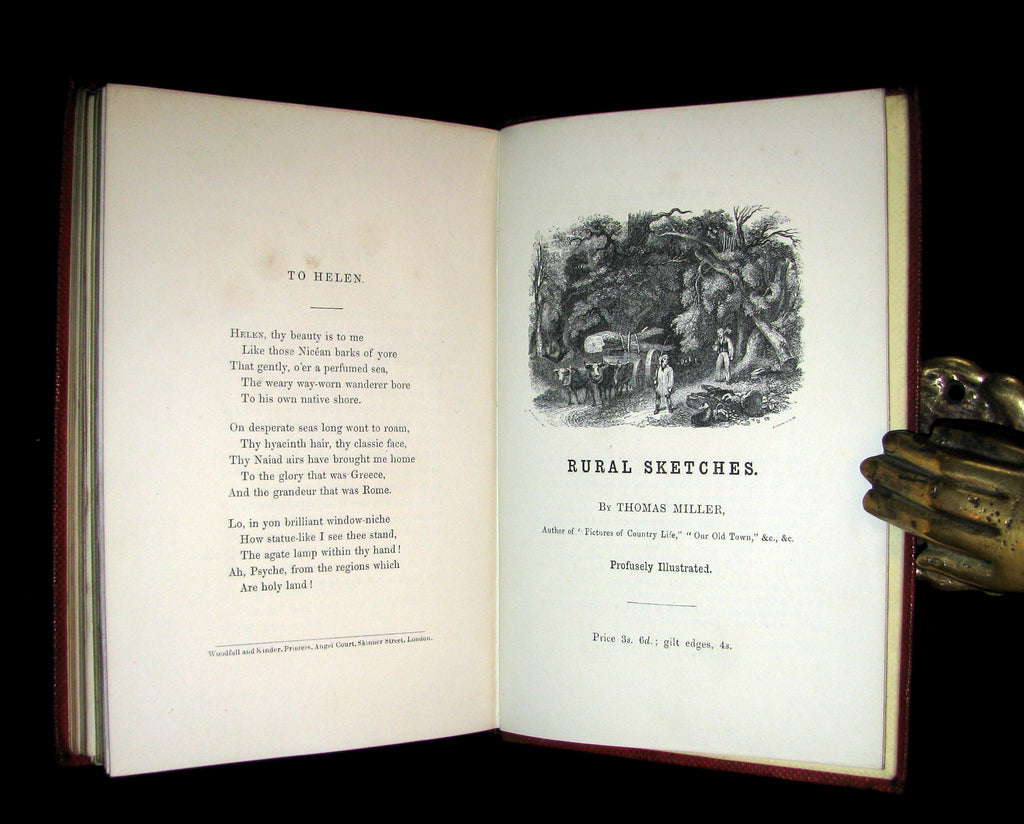 TO HELEN.
HELEN, thy beauty is to me
Like those Nicéan barks of yore
That gently, o'er a perfumed sea,
The weary way-worn wanderer bore
To his own native shore.
On desperate seas long wont to roam,
Thy hyacinth hair, thy classic face,
Thy Naiad airs have brought me home
To the glory that was Greece,
And the grandeur that was Rome.
Lo, in yon brilliant window-niche
How statue-like I see thee stand,
The agate lamp within thy hand!
Ah, Psyche, from the regions which
Are holy land!
Woodfall and Kinder, Printers, Angel Court, Skinner Street, London.
RURAL SKETCHES.
By THOMAS MILLER,
Author of "Pictures of Country Life," "Our Old Town," &c., &c.
Profusely Illustrated.
Price 3s. 6d.; gilt edges, 4s.